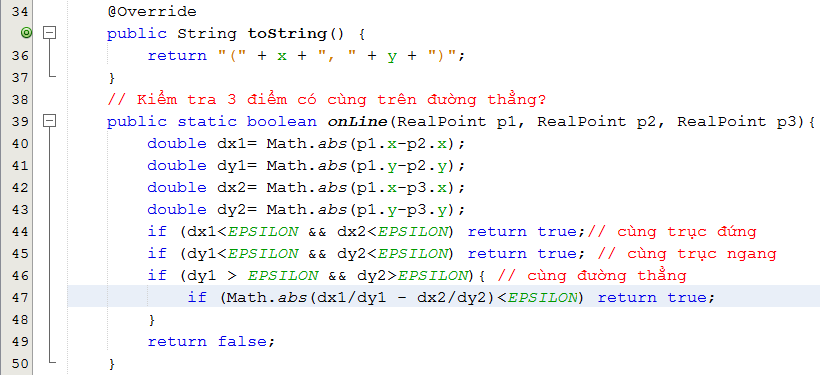 34 @Override
public String toString() {
36 return "(" + x + ", " + y + ")";
37 }
38 // Kiểm tra 3 điểm có cùng trên đường thẳng?
39 public static boolean onLine(RealPoint p1, RealPoint p2, RealPoint p3){
40 double dx1= Math.abs(p1.x-p2.x);
41 double dy1= Math.abs(p1.y-p2.y);
42 double dx2= Math.abs(p1.x-p3.x);
43 double dy2= Math.abs(p1.y-p3.y);
44 if (dx1<EPSILON && dx2<EPSILON) return true;// cùng trục đứng
45 if (dy1<EPSILON && dy2<EPSILON) return true; // cùng trục ngang
46 if (dy1 > EPSILON && dy2>EPSILON){ // cùng đường thẳng
47 if (Math.abs(dx1/dy1 - dx2/dy2)<EPSILON) return true;
48 }
49 return false;
50 }